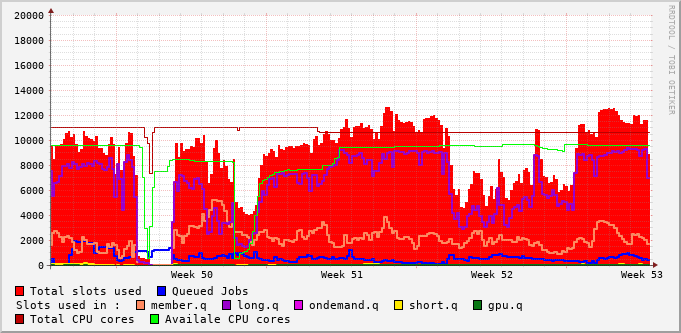 RRDTOOL / TOBI OETIKER
20000
18000
16000
14000
12000
10000
8000
6000
4000
2000
0
Week 50 Week 51 Week 52 Week 53
Total slots used Queued Jobs
Slots used in : member.q long.q ondemand.q short.q gpu.q
Total CPU cores Availale CPU cores